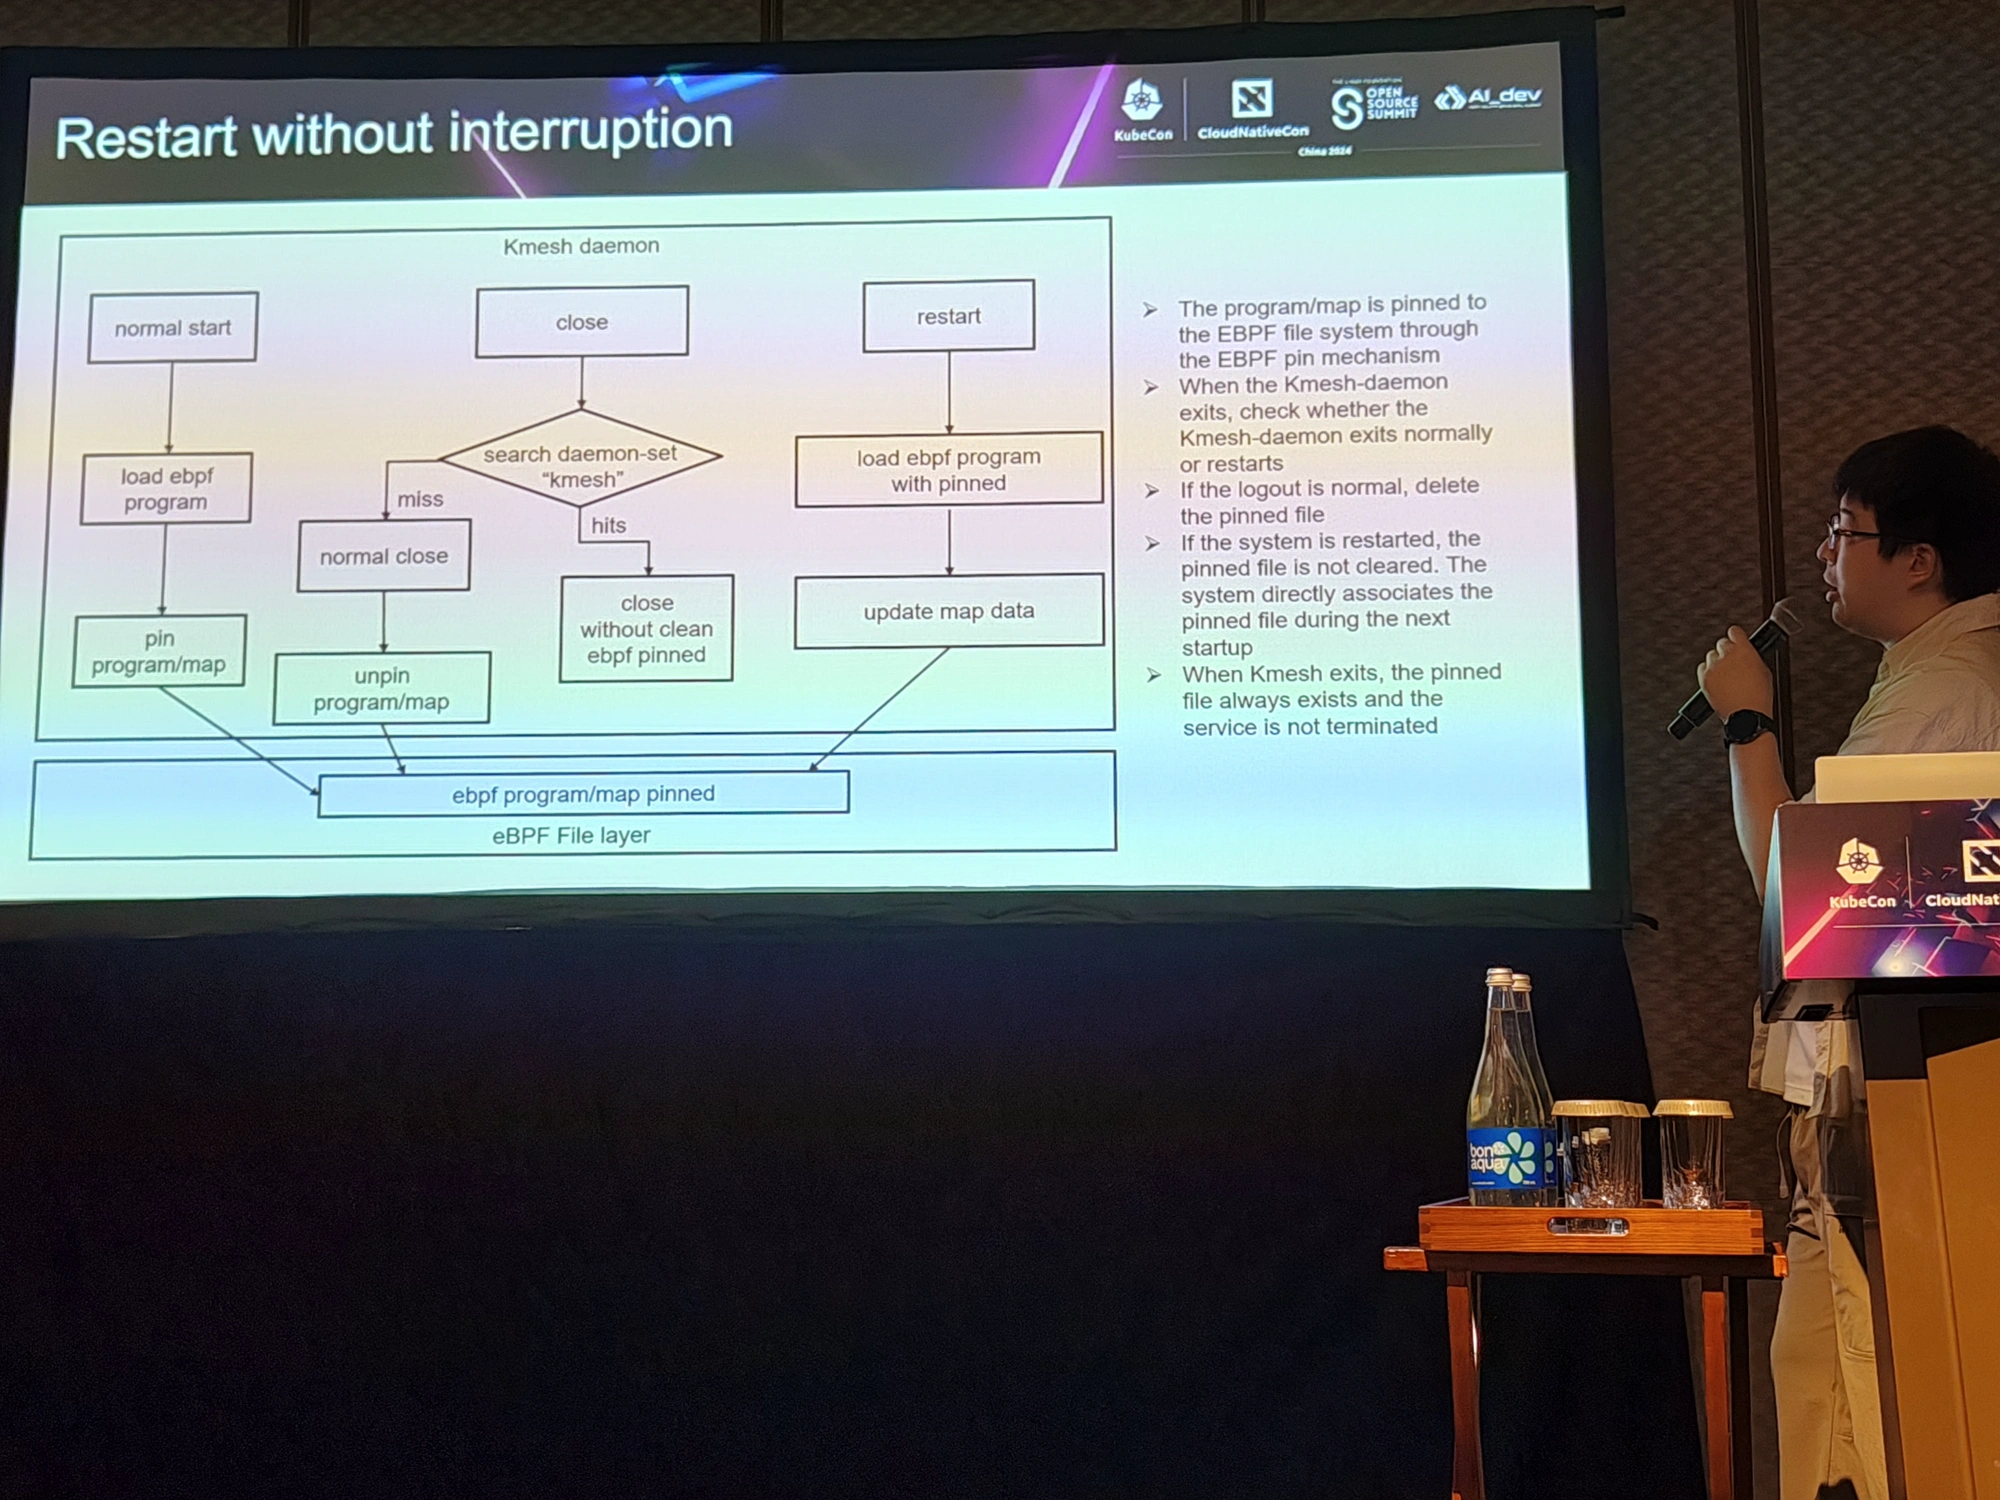 Restart without interruption
KubeCon
CloudNativeCon
OPEN
SOURCE
SUMMIT
AI_dev
China 2024
Kmesh daemon
normal start
load ebpf
program
pin
program/map
close
search daemon-set
“kmesh”
miss
hits
normal close
unpin
program/map
close
without clean
ebpf pinned
restart
load ebpf program
with pinned
update map data
ebpf program/map pinned
eBPF File layer
➢ The program/map is pinned to
the EBPF file system through
the EBPF pin mechanism
➢ When the Kmesh-daemon
exits, check whether the
Kmesh-daemon exits normally
or restarts
➢ If the logout is normal, delete
the pinned file
➢ If the system is restarted, the
pinned file is not cleared. The
system directly associates the
pinned file during the next
startup
➢ When Kmesh exits, the pinned
file always exists and the
service is not terminated
KubeCon
CloudNat
bon
aqua